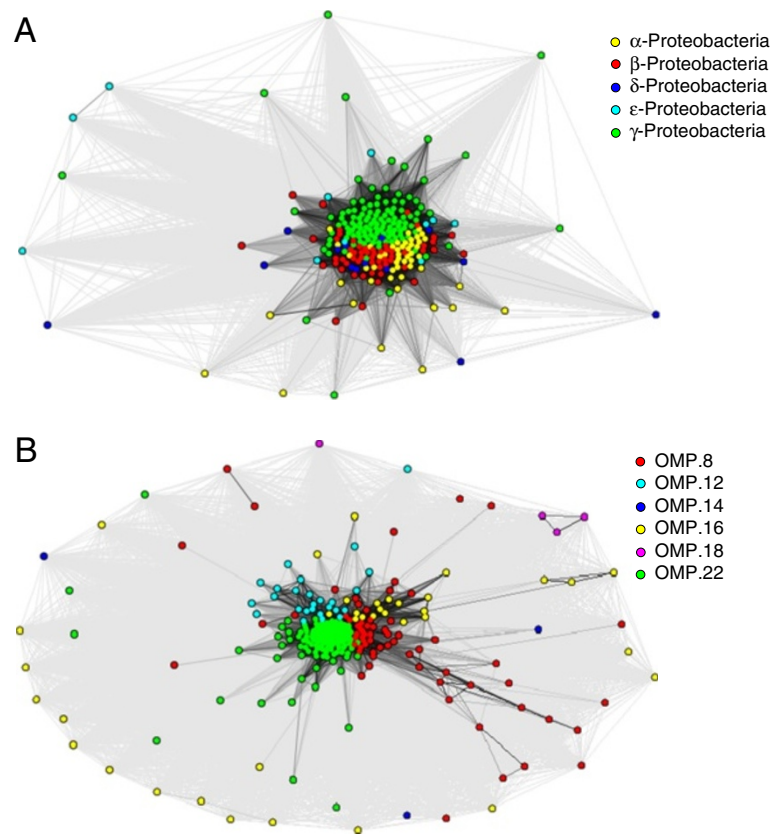 A
α-Proteobacteria
β-Proteobacteria
δ-Proteobacteria
ε-Proteobacteria
γ-Proteobacteria
B
OMP.8
OMP.12
OMP.14
OMP.16
OMP.18
OMP.22